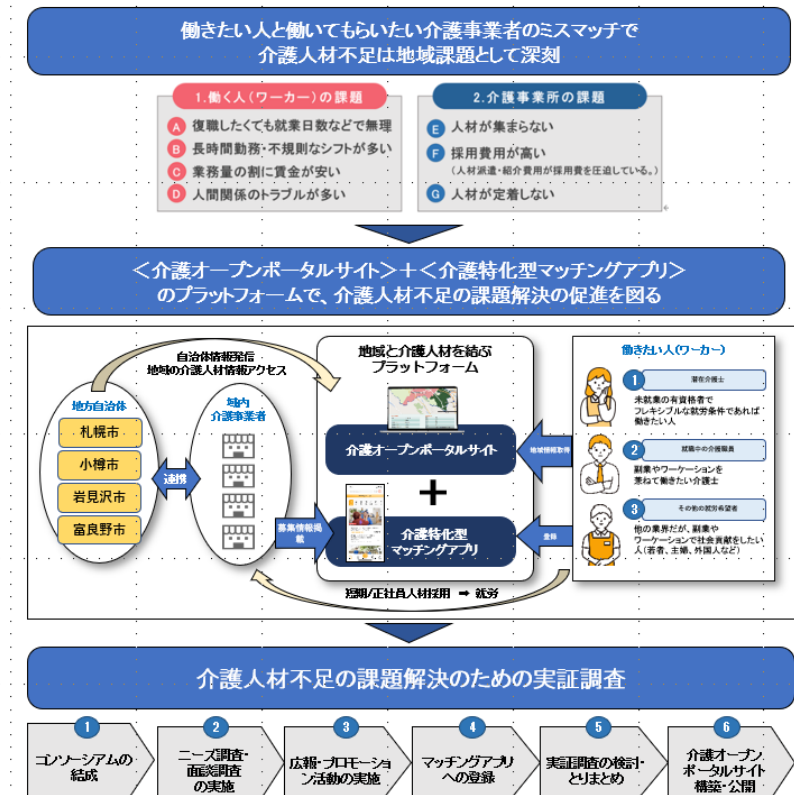 働きたい人と働いてもらいたい介護事業者のミスマッチで
介護人材不足は地域課題として深刻
1.働く人(ワーカー)の課題
A 復職したくても就業日数などで無理
B 長時間勤務・不規則なシフトが多い
C 業務量の割に賃金が安い
D 人間関係のトラブルが多い
2.介護事業所の課題
E 人材が集まらない
F 採用費用が高い
(人材派遣・紹介費用が採用費を圧迫している。)
G 人材が定着しない
<介護オープンポータルサイト>+<介護特化型マッチングアプリ>
のプラットフォームで、介護人材不足の課題解決の促進を図る
自治体情報発信
地域の介護人材情報アクセス
地方自治体
札幌市
小樽市
岩見沢市
富良野市
連携
域内
介護事業者
募集情報掲
載
地域と介護人材を結ぶ
プラットフォーム
介護オープンポータルサイト
+
介護特化型
マッチングアプリ
地域情報取得
登録
働きたい人(ワーカー)
1 潜在介護士
未就業の有資格者で
フレキシブルな就労条件であれば
働きたい人
2 就職中の介護職員
副業やワーケーションを
兼ねて働きたい介護士
3 その他の就労希望者
他の業界だが、副業や
ワーケーションで社会貢献をしたい
人(若者、主婦、外国人など)
短期/正社員人材採用 ➡ 就労
介護人材不足の課題解決のための実証調査
1
コンソーシアムの
結成
2
ニーズ調査・
面談調査
の実施
3
広報・プロモーショ
ン活動の実施
4
マッチングアプリ
への登録
5
実証調査の検討・
とりまとめ
6
介護オープン
ポータルサイト
構築・公開